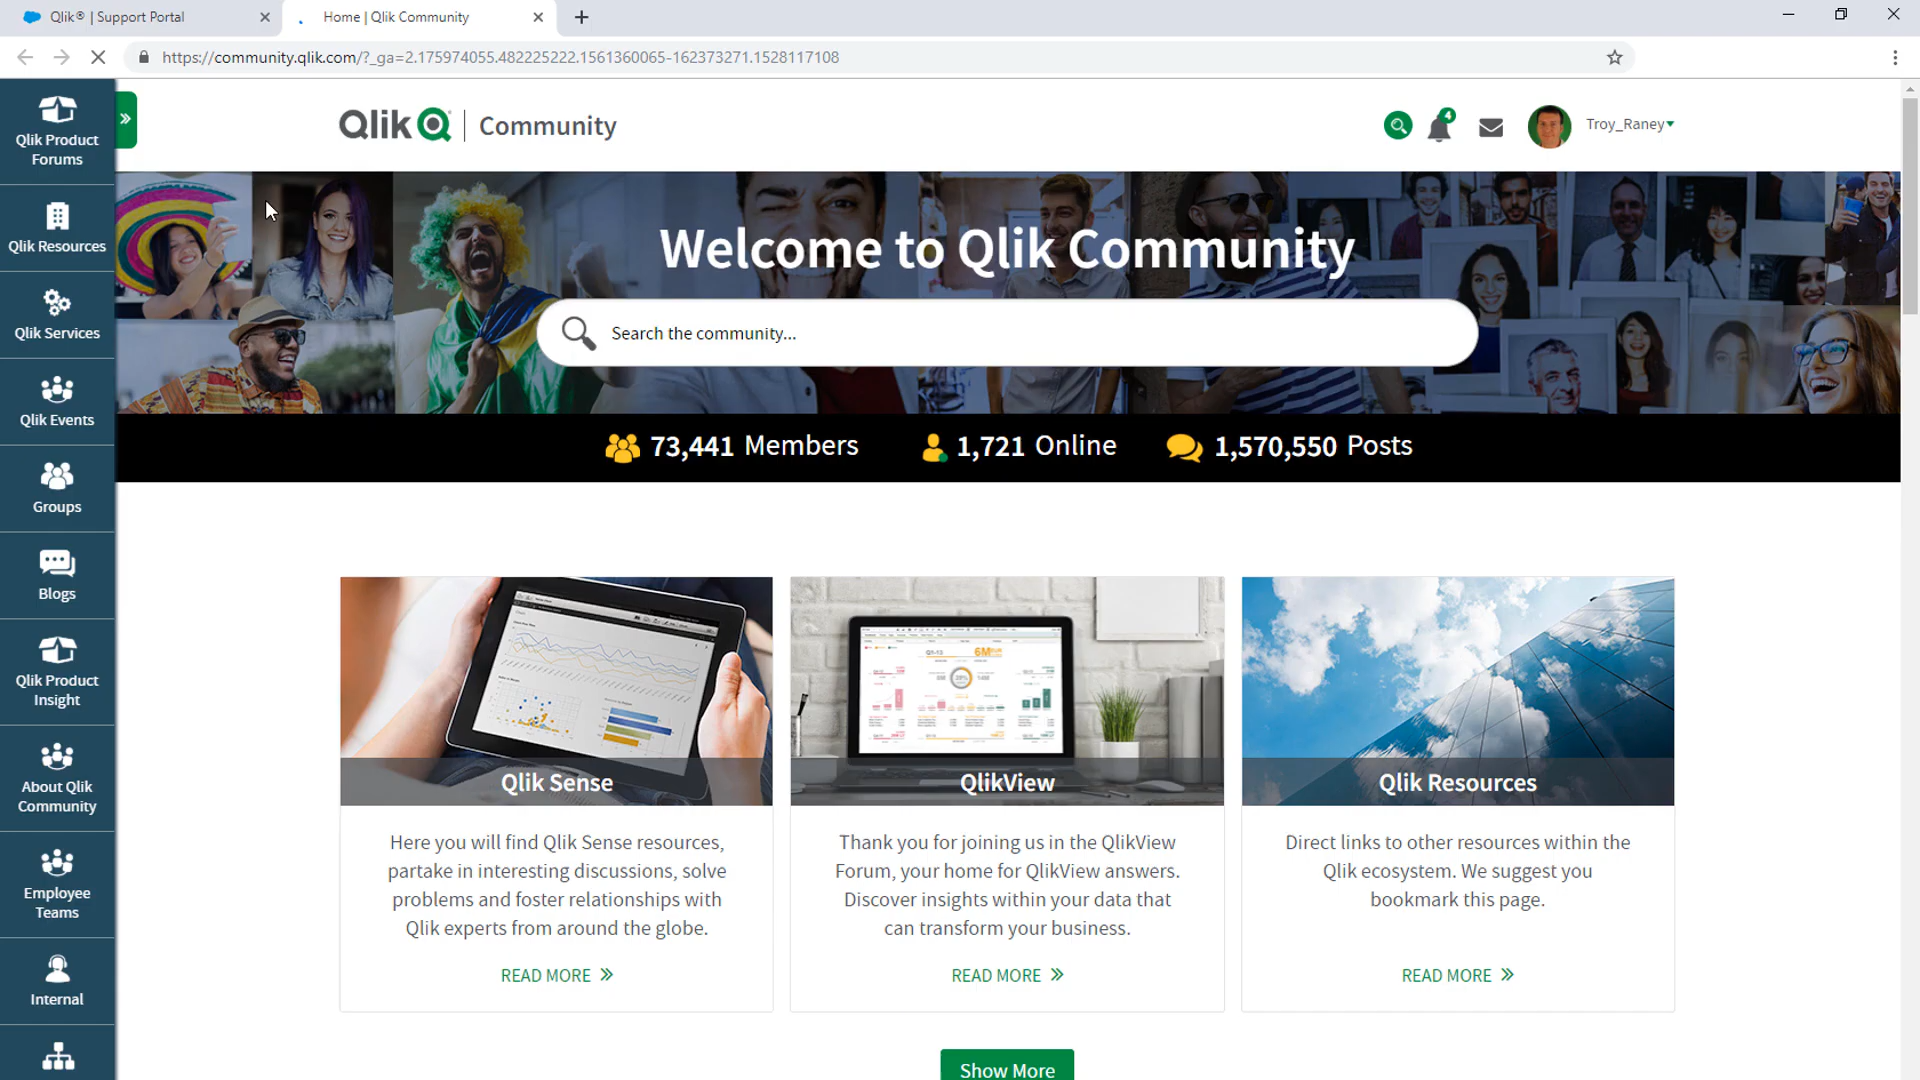 Qlik® | Support Portal
Home | Qlik Community
https://community.qlik.com/?_ga=2.175974055.482225222.1561360065-162373271.1528117108
Qlik Product
Forums
Qlik Resources
Qlik Services
Qlik Events
Groups
Blogs
Qlik Product
Insight
About Qlik
Community
Employee
Teams
Internal
Qlik | Community
4
Troy_Raney
Welcome to Qlik Community
Search the community...
73,441 Members
1,721 Online
1,570,550 Posts
Qlik Sense
Here you will find Qlik Sense resources,
partake in interesting discussions, solve
problems and foster relationships with
Qlik experts from around the globe.
READ MORE
Q1-13
6M
QlikView
Thank you for joining us in the QlikView
Forum, your home for QlikView answers.
Discover insights within your data that
can transform your business.
READ MORE
Qlik Resources
Direct links to other resources within the
Qlik ecosystem. We suggest you
bookmark this page.
READ MORE
Show More